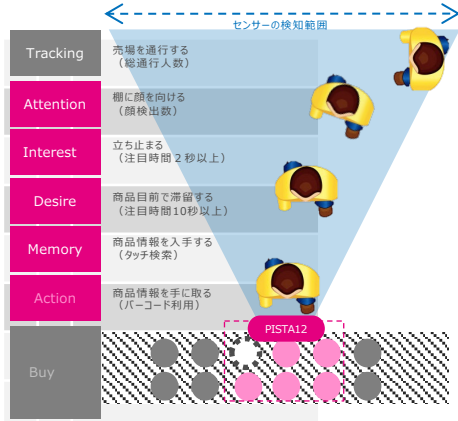 センサーの検知範囲
Tracking
売場を通行する
（総通行人数）
Attention
棚に顔を向ける
（顔検出数）
Interest
立ち止まる
（注目時間２秒以上）
Desire
商品目前で滞留する
（注目時間10秒以上）
Memory
商品情報を入手する
（タッチ検索）
Action
商品情報を手に取る
（バーコード利用）
PISTA12
Buy